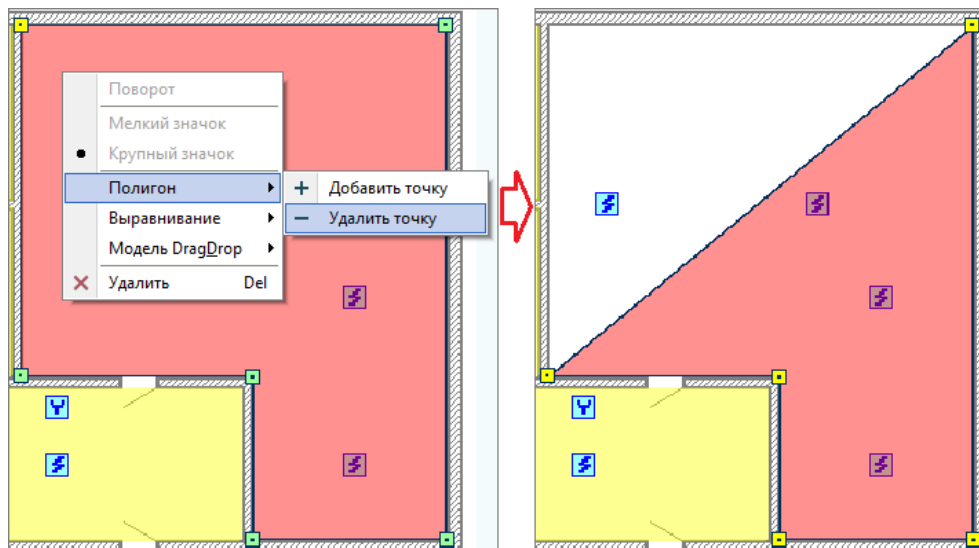 Поворот
Мелкий значок
Крупный значок
Полигон
Добавить точку
Выравнивание
Удалить точку
Модель DragDrop
Удалить Del